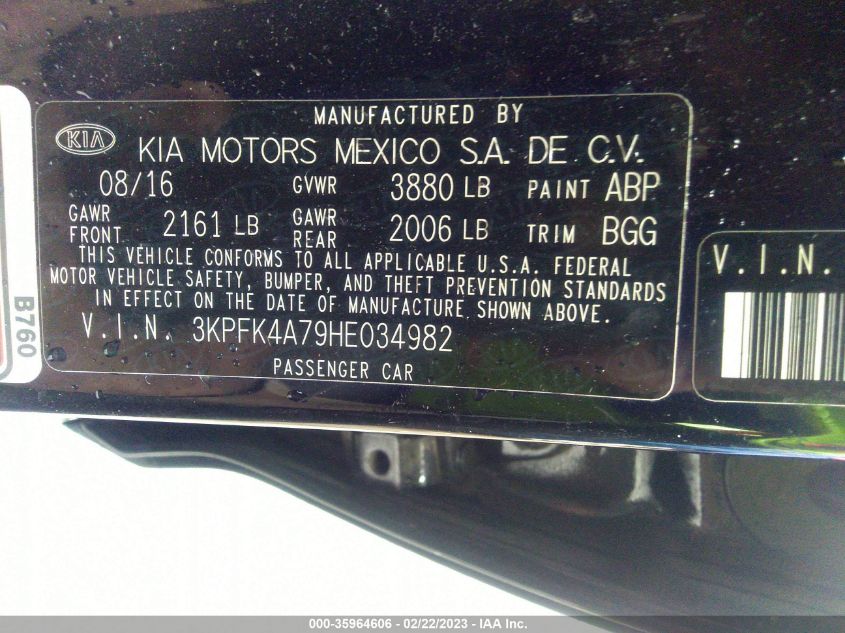 MANUFACTURED BY
KIA KIA MOTORS MEXICO S.A. DE C.V.
08/16 GVWR 3880 LB PAINT ABP
GAWR FRONT 2161 LB GAWR REAR 2006 LB TRIM BGG
THIS VEHICLE CONFORMS TO ALL APPLICABLE U.S.A. FEDERAL
MOTOR VEHICLE SAFETY, BUMPER, AND THEFT PREVENTION STANDARDS
IN EFFECT ON THE DATE OF MANUFACTURE SHOWN ABOVE.
V.I.N. 3KPFK4A79HE034982
PASSENGER CAR
B760
V.I.N.
000-35964606 - 02/22/2023 - IAA Inc.